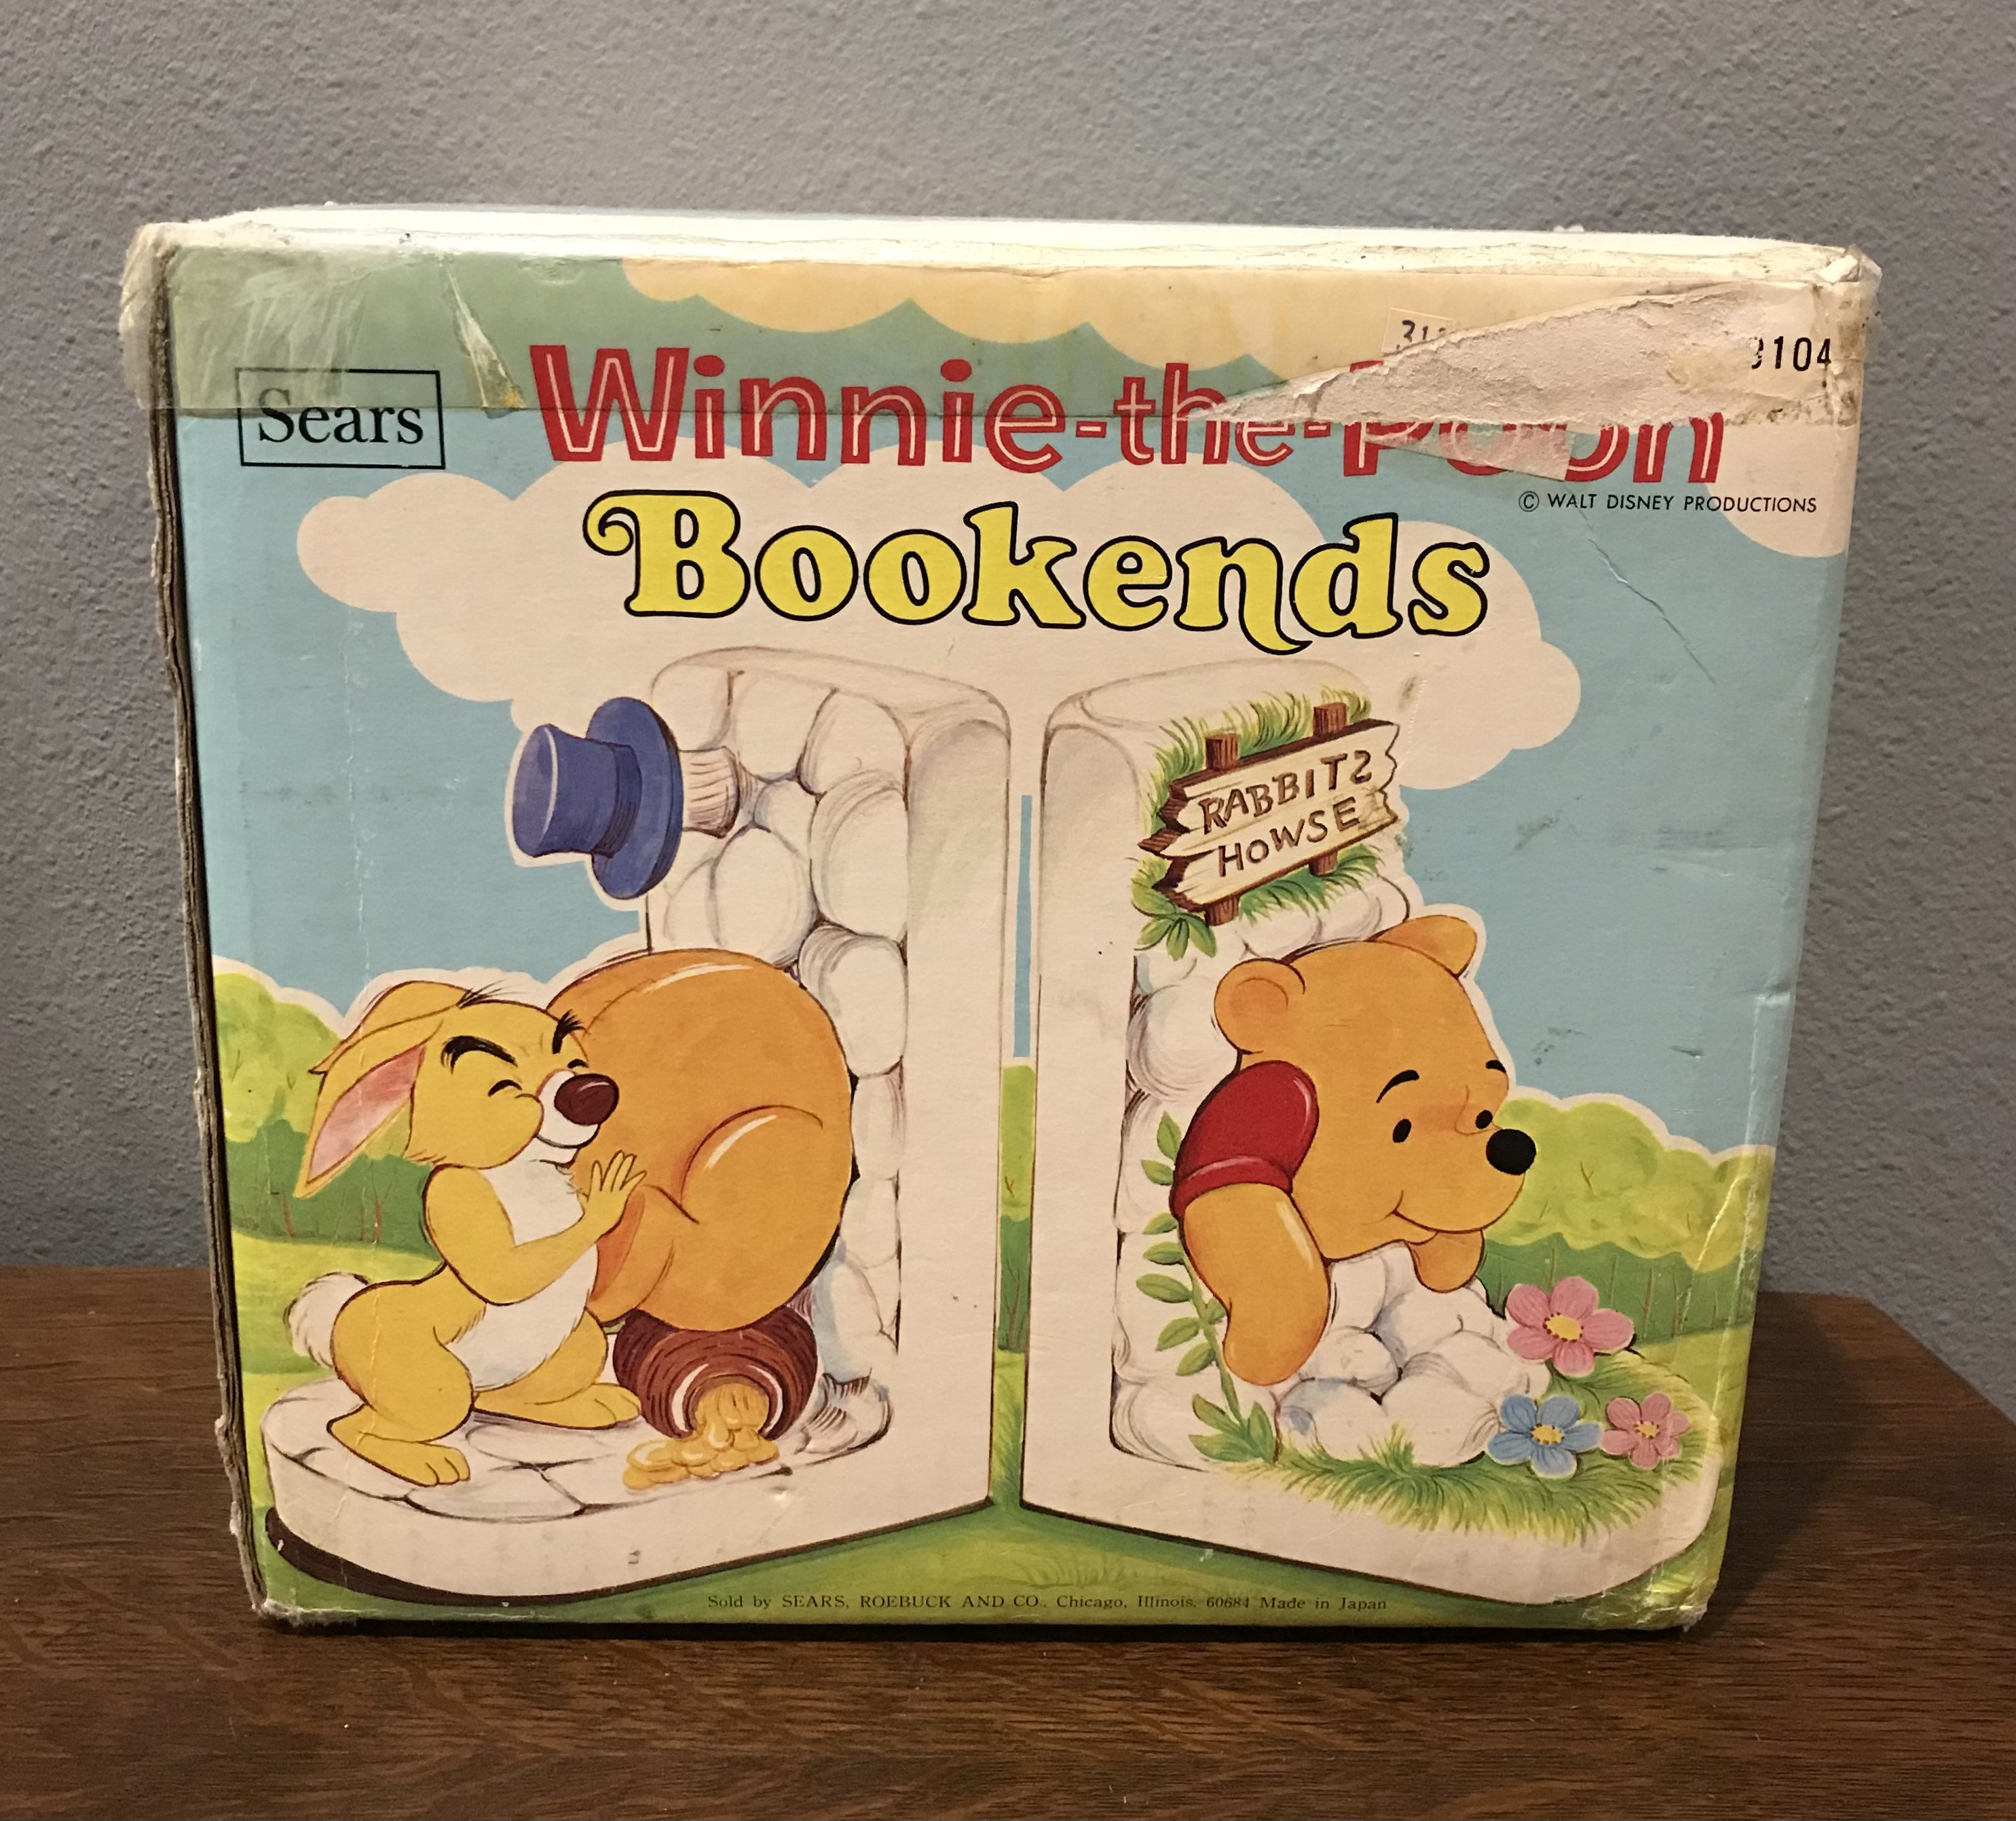 Sears
Winnie-the-Pooh
Bookends
© WALT DISNEY PRODUCTIONS
RABBITS
HOWSE
Sold by SEARS, ROEBUCK AND CO., Chicago, Illinois, 60684 Made in Japan